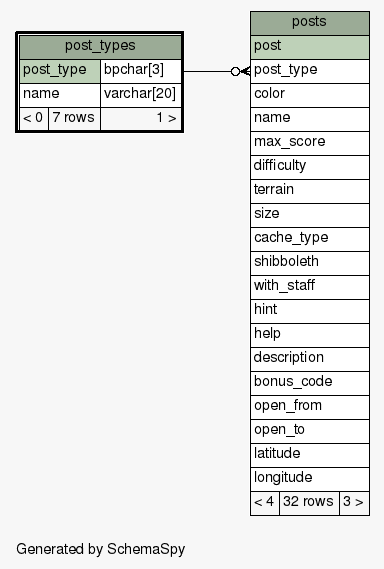 post_types
post_type bpchar[3]
name varchar[20]
< 0 7 rows 1 >
posts
post
post_type
color
name
max_score
difficulty
terrain
size
cache_type
shibboleth
with_staff
hint
help
description
bonus_code
open_from
open_to
latitude
longitude
< 4 32 rows 3 >
Generated by SchemaSpy